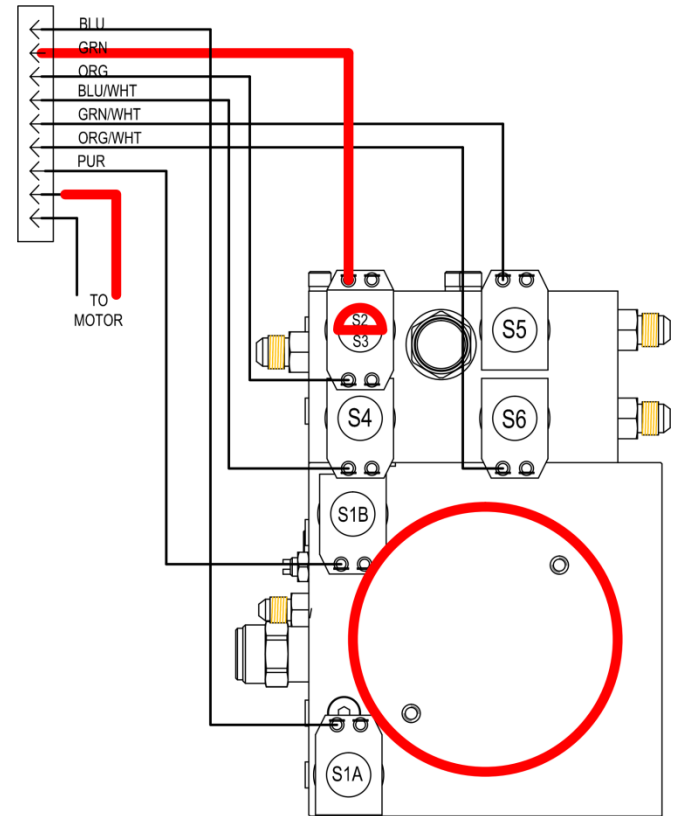 BLU
GRN
ORG
BLU/WHT
GRN/WHT
ORG/WHT
PUR
TO
MOTOR
S2
S3
S5
S4
S6
S1B
S1A